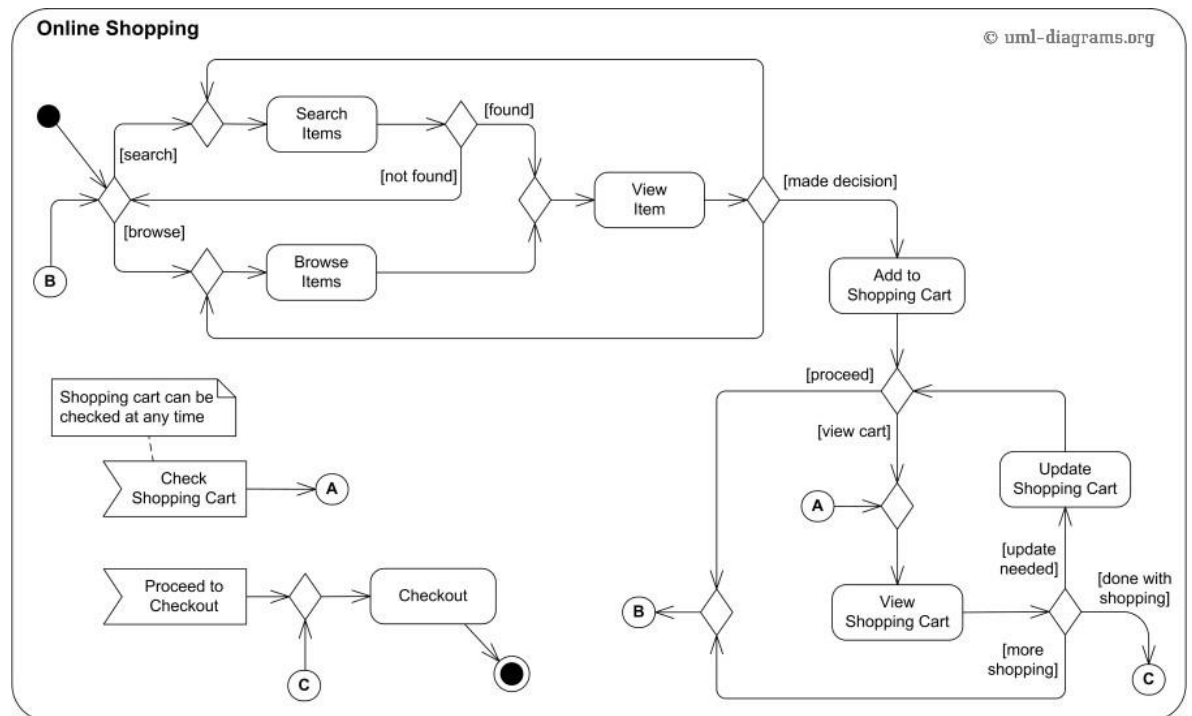 Online Shopping
© uml-diagrams.org
Search
Items
[found]
[search]
[not found]
View
Item
[made decision]
[browse]
B
Browse
Items
Add to
Shopping Cart
Shopping cart can be
checked at any time
[proceed]
[view cart]
Check
Shopping Cart
A
Update
Shopping Cart
A
[update
needed]
[done with
shopping]
Proceed to
Checkout
Checkout
B
View
Shopping Cart
[more
shopping]
C
C